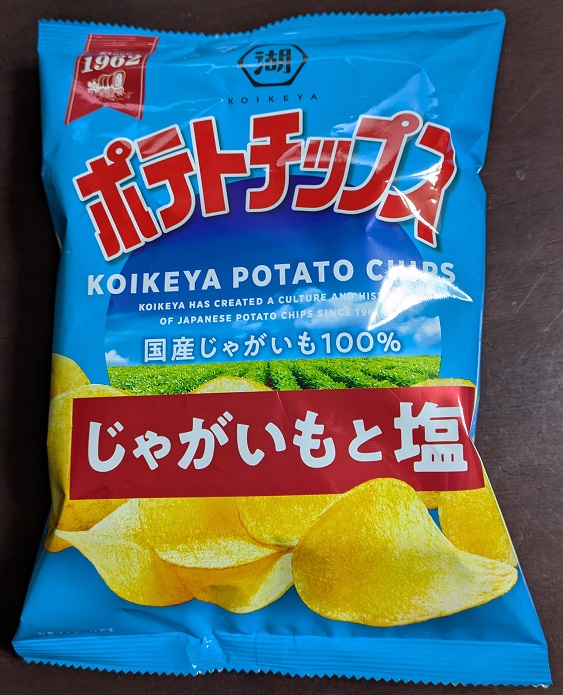 1962
湖
KOIKEYA
ポテトチップス
KOIKEYA POTATO CHIPS
KOIKEYA HAS CREATED A CULTURE AND HIS
OF JAPANESE POTATO CHIPS SINCE 19
国産じゃがいも100%
じゃがいもと塩